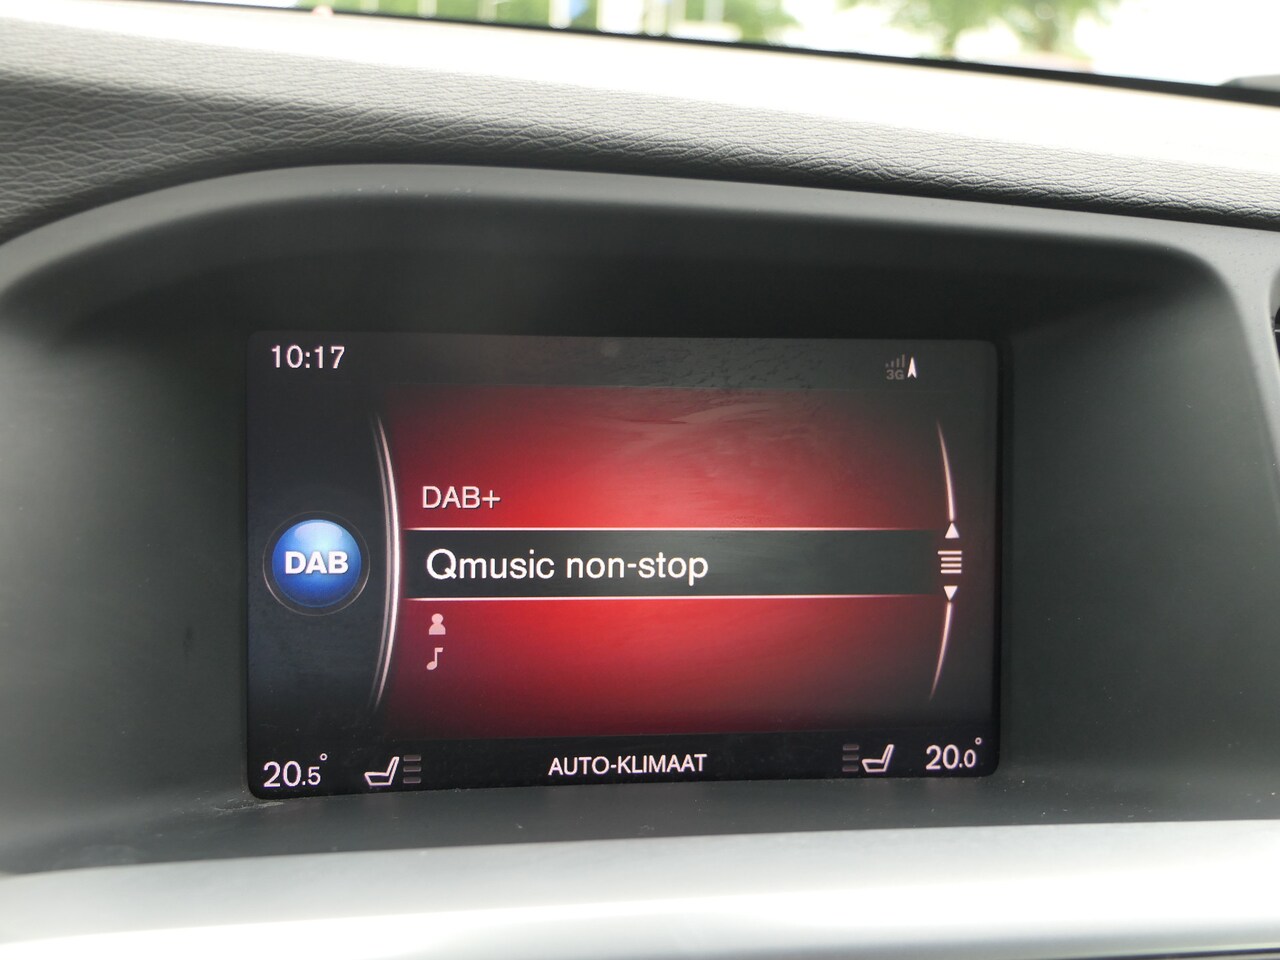 10:17
3G
DAB+
DAB
Qmusic non-stop
20.5°
AUTO-KLIMAAT
20.0°